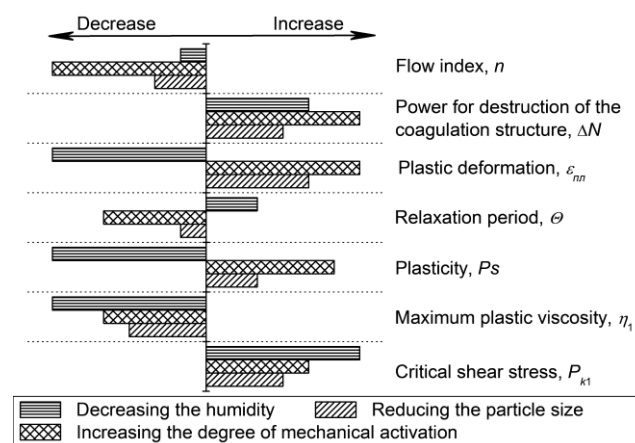 Decrease Increase
Flow index, n
Power for destruction of the
coagulation structure, ΔN
Plastic deformation, εпл
Relaxation period, Θ
Plasticity, Ps
Maximum plastic viscosity, η1
Critical shear stress, Pk1
Decreasing the humidity Reducing the particle size
Increasing the degree of mechanical activation